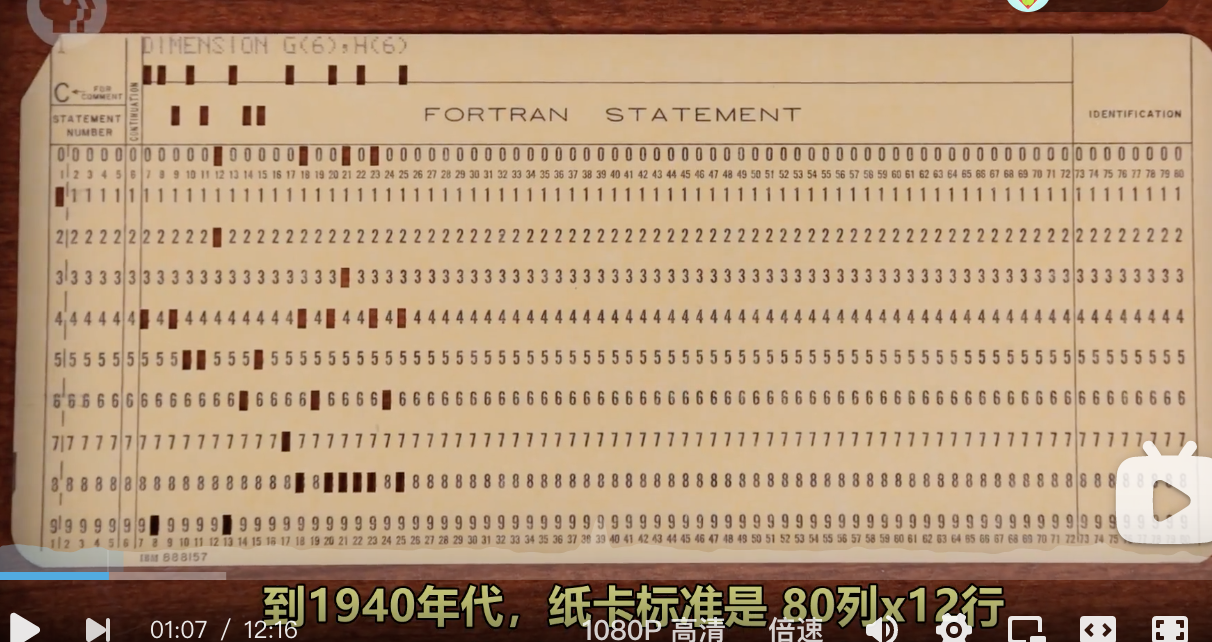 1 DIMENSION G(6),H(6)
C← FOR COMMENT
STATEMENT NUMBER
CONTINUATION
FORTRAN STATEMENT
IDENTIFICATION
0 0 0 0 0 0 0 0 0 0 0 0 0 0 0 0 0 0 0 0 0 0 0 0 0 0 0 0 0 0 0 0 0 0 0 0 0 0 0 0 0 0 0 0 0 0 0 0 0 0 0 0 0 0 0 0 0 0 0 0 0 0 0 0 0 0 0 0 0 0 0 0 0 0 0 0
1 2 3 4 5 6 7 8 9 10 11 12 13 14 15 16 17 18 19 20 21 22 23 24 25 26 27 28 29 30 31 32 33 34 35 36 37 38 39 40 41 42 43 44 45 46 47 48 49 50 51 52 53 54 55 56 57 58 59 60 61 62 63 64 65 66 67 68 69 70 71 72 73 74 75 76 77 78 79 80
1 1 1 1 1 1 1 1 1 1 1 1 1 1 1 1 1 1 1 1 1 1 1 1 1 1 1 1 1 1 1 1 1 1 1 1 1 1 1 1 1 1 1 1 1 1 1 1 1 1 1 1 1 1 1 1 1 1 1 1 1 1 1 1 1 1 1 1 1 1 1 1 1 1 1 1 1 1 1
2 2 2 2 2 2 2 2 2 2 2 2 2 2 2 2 2 2 2 2 2 2 2 2 2 2 2 2 2 2 2 2 2 2 2 2 2 2 2 2 2 2 2 2 2 2 2 2 2 2 2 2 2 2 2 2 2 2 2 2 2 2 2 2 2 2 2 2 2 2 2 2 2 2 2 2 2 2 2
3 3 3 3 3 3 3 3 3 3 3 3 3 3 3 3 3 3 3 3 3 3 3 3 3 3 3 3 3 3 3 3 3 3 3 3 3 3 3 3 3 3 3 3 3 3 3 3 3 3 3 3 3 3 3 3 3 3 3 3 3 3 3 3 3 3 3 3 3 3 3 3 3 3 3 3 3 3 3
4 4 4 4 4 4 4 4 4 4 4 4 4 4 4 4 4 4 4 4 4 4 4 4 4 4 4 4 4 4 4 4 4 4 4 4 4 4 4 4 4 4 4 4 4 4 4 4 4 4 4 4 4 4 4 4 4 4 4 4 4 4 4 4 4 4 4 4 4 4 4 4 4 4
5 5 5 5 5 5 5 5 5 5 5 5 5 5 5 5 5 5 5 5 5 5 5 5 5 5 5 5 5 5 5 5 5 5 5 5 5 5 5 5 5 5 5 5 5 5 5 5 5 5 5 5 5 5 5 5 5 5 5 5 5 5 5 5 5 5 5 5 5 5 5 5 5 5 5 5 5
6 6 6 6 6 6 6 6 6 6 6 6 6 6 6 6 6 6 6 6 6 6 6 6 6 6 6 6 6 6 6 6 6 6 6 6 6 6 6 6 6 6 6 6 6 6 6 6 6 6 6 6 6 6 6 6 6 6 6 6 6 6 6 6 6 6 6 6 6 6 6 6 6 6 6 6 6
7 7 7 7 7 7 7 7 7 7 7 7 7 7 7 7 7 7 7 7 7 7 7 7 7 7 7 7 7 7 7 7 7 7 7 7 7 7 7 7 7 7 7 7 7 7 7 7 7 7 7 7 7 7 7 7 7 7 7 7 7 7 7 7 7 7 7 7 7 7 7 7 7 7 7 7 7 7 7
8 8 8 8 8 8 8 8 8 8 8 8 8 8 8 8 8 8 8 8 8 8 8 8 8 8 8 8 8 8 8 8 8 8 8 8 8 8 8 8 8 8 8 8 8 8 8 8 8 8 8 8 8 8 8 8 8 8 8 8 8 8 8 8 8 8 8 8 8 8 8 8 8 8
9 9 9 9 9 9 9 9 9 9 9 9 9 9 9 9 9 9 9 9 9 9 9 9 9 9 9 9 9 9 9 9 9 9 9 9 9 9 9 9 9 9 9 9 9 9 9 9 9 9 9 9 9 9 9 9 9 9 9 9 9 9 9 9 9 9 9 9 9 9 9 9 9 9 9 9 9 9
1 2 3 4 5 6 7 8 9 10 11 12 13 14 15 16 17 18 19 20 21 22 23 24 25 26 27 28 29 30 31 32 33 34 35 36 37 38 39 40 41 42 43 44 45 46 47 48 49 50 51 52 53 54 55 56 57 58 59 60 61 62 63 64 65 66 67 68 69 70 71 72 73 74 75
IBM 888157
到1940年代，纸卡标准是 80列x12行
01:07 / 12:16
1080P 高清
倍速